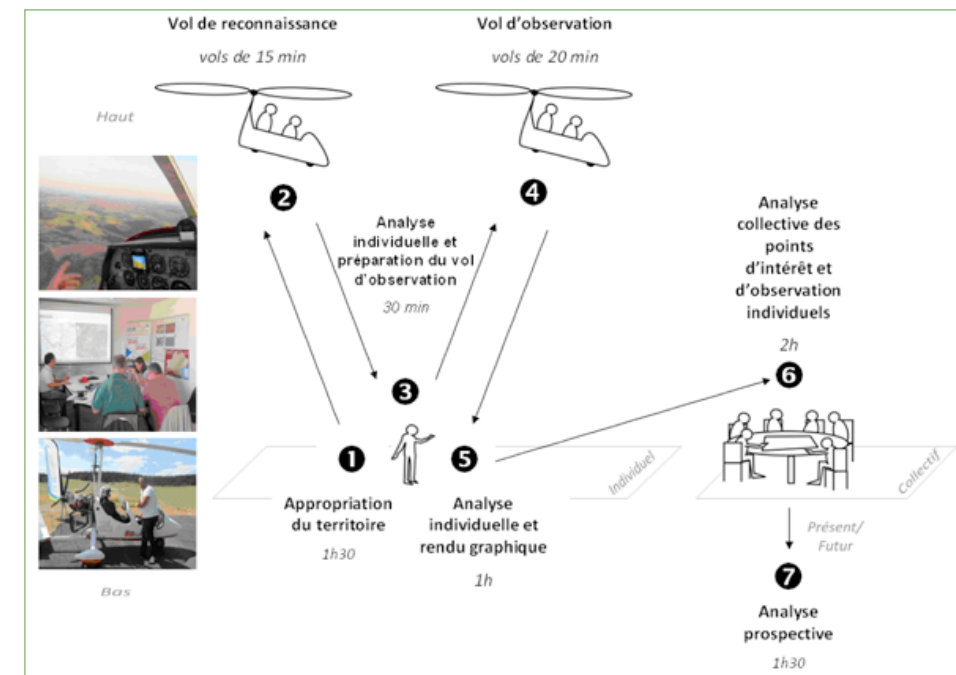 Vol de reconnaissance
vols de 15 min
Vol d’observation
vols de 20 min
Haut
2
4
Analyse
individuelle et
préparation du vol
d’observation
30 min
Analyse
collective des
points
d’intérêt et
d’observation
individuels
2h
6
3
1
5
Individuel
Collectif
Appropriation
du territoire
1h30
Analyse
individuelle et
rendu graphique
1h
Présent/
Futur
7
Bas
Analyse
prospective
1h30